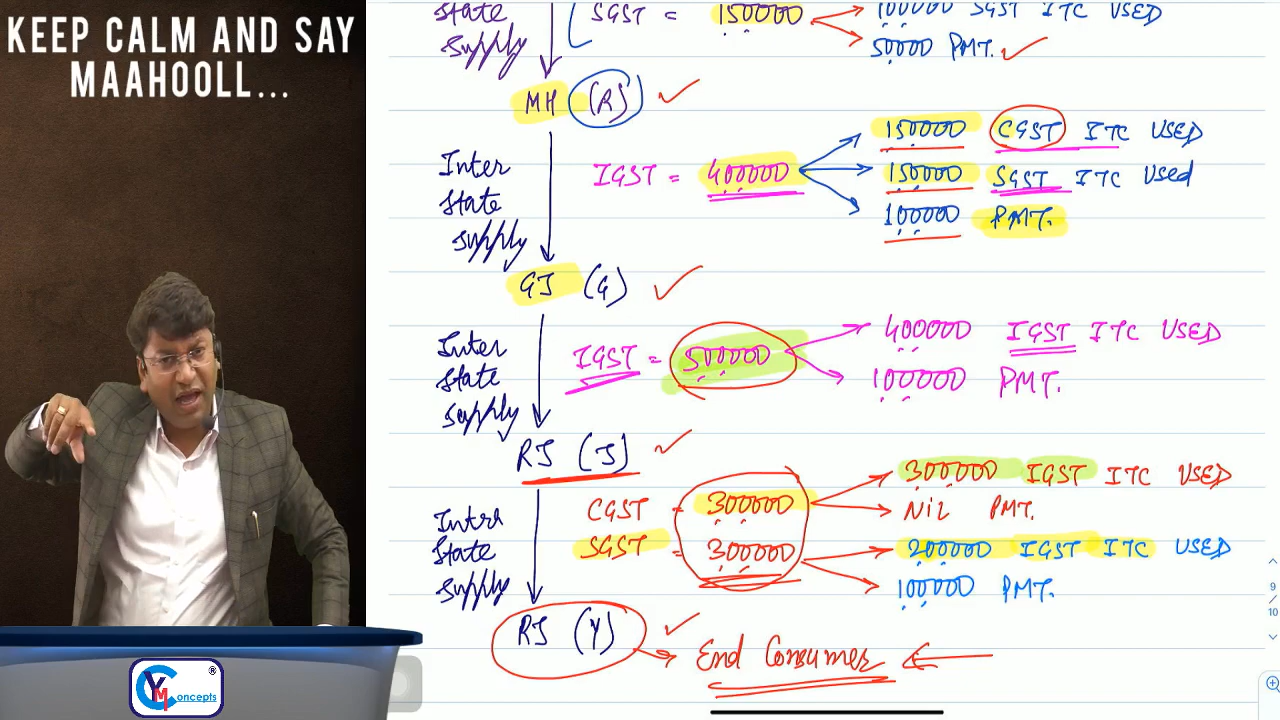 KEEP CALM AND SAY
MAAHOOLL...
State
Supply
SGST = 150000
100000 SGST ITC USED
50000 PMT.
MH (R)
Inter
State
Supply
IGST = 400000
150000 CGST ITC USED
150000 SGST ITC Used
100000 PMT.
GJ (G)
Inter
State
Supply
IGST = 500000
400000 IGST ITC USED
100000 PMT.
RJ (J)
Intra
State
Supply
CGST = 300000
300000 IGST ITC USED
Nil PMT.
SGST = 300000
200000 IGST ITC USED
100000 PMT.
RJ (Y)
End Consumer
CYM Concepts ®
9
/
10